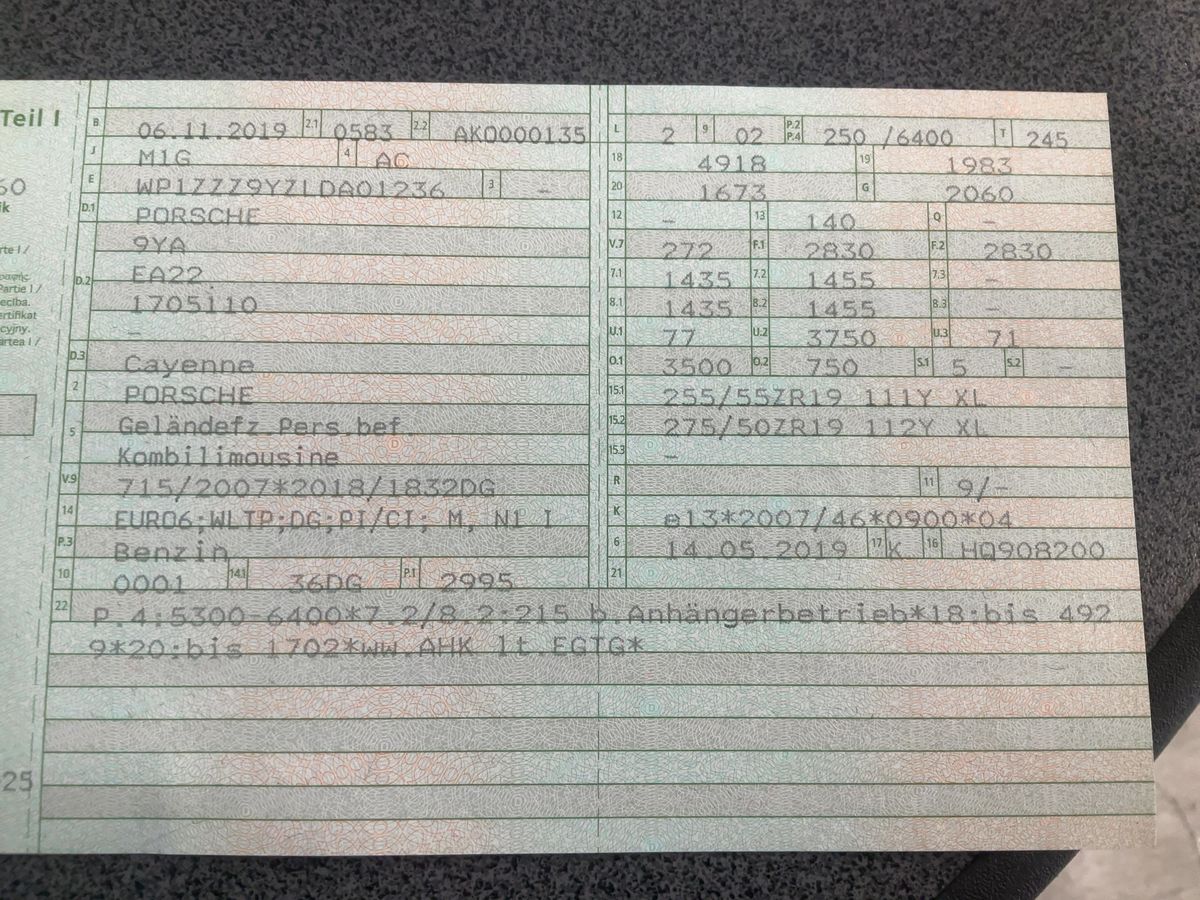 Teil I
B 06.11.2019 2.1 0583 2.2 AKO000135
J M1G 4 AC
E WP1ZZZ9YZLDA01236 3 –
D.1 PORSCHE
9YA
D.2 EA22
1705110
–
D.3 Cayenne
2 PORSCHE
5 Geländefz.Pers.bef.
Kombilimousine
V.9 715/2007*2018/1832DG
14 EURO6;WLTP;DG;PI/CI; M, N1 I
P.3 Benzin
10 0001 14.1 36DG P.1 2995
L 2 9 02 P.2 P.4 250 /6400 T 245
18 4918 19 1983
20 1673 G 2060
12 – 13 140 Q –
V.7 272 F.1 2830 F.2 2830
7.1 1435 7.2 1455 7.3 –
8.1 1435 8.2 1455 8.3 –
U.1 77 U.2 3750 U.3 71
O.1 3500 O.2 750 S.1 5 S.2 –
15.1 255/55ZR19 111Y XL
15.2 275/50ZR19 112Y XL
15.3 –
R 11 9/–
K e13*2007/46*0900*04
6 14.05.2019 17 K 16 HQ908200
21
22 P.4:5300-6400*7.2/8.2:215 b.Anhängerbetrieb*18:bis 492
9*20:bis 1702*ww.AHK lt.EGTG*
25